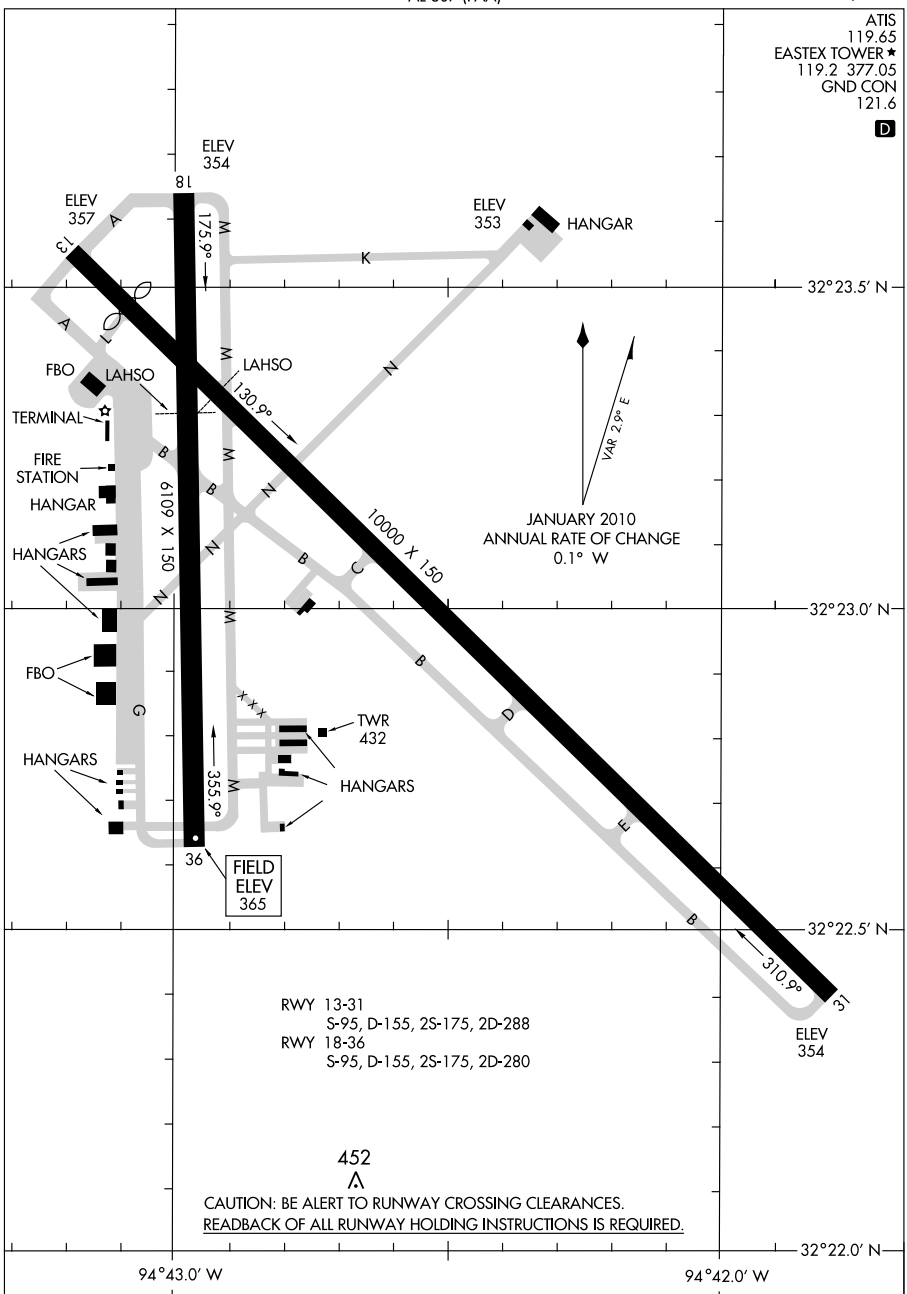 ATIS
119.65
EASTEX TOWER ★
119.2 377.05
GND CON
121.6
D
ELEV
354
18
ELEV
357
13
A
175.9°
M
ELEV
353
HANGAR
K
32°23.5' N
A
L
M
N
FBO
LAHSO
LAHSO
130.9°
VAR 2.9° E
TERMINAL
B
M
FIRE
STATION
B
N
HANGAR
6109 X 150
10000 X 150
JANUARY 2010
ANNUAL RATE OF CHANGE
0.1° W
HANGARS
N
B
C
N
M
32°23.0' N
FBO
B
G
X X X
D
TWR
432
HANGARS
355.9°
M
HANGARS
E
36
FIELD
ELEV
365
B
32°22.5' N
310.9°
31
ELEV
354
RWY 13-31
S-95, D-155, 2S-175, 2D-288
RWY 18-36
S-95, D-155, 2S-175, 2D-280
452
CAUTION: BE ALERT TO RUNWAY CROSSING CLEARANCES.
READBACK OF ALL RUNWAY HOLDING INSTRUCTIONS IS REQUIRED.
32°22.0' N
94°43.0' W
94°42.0' W